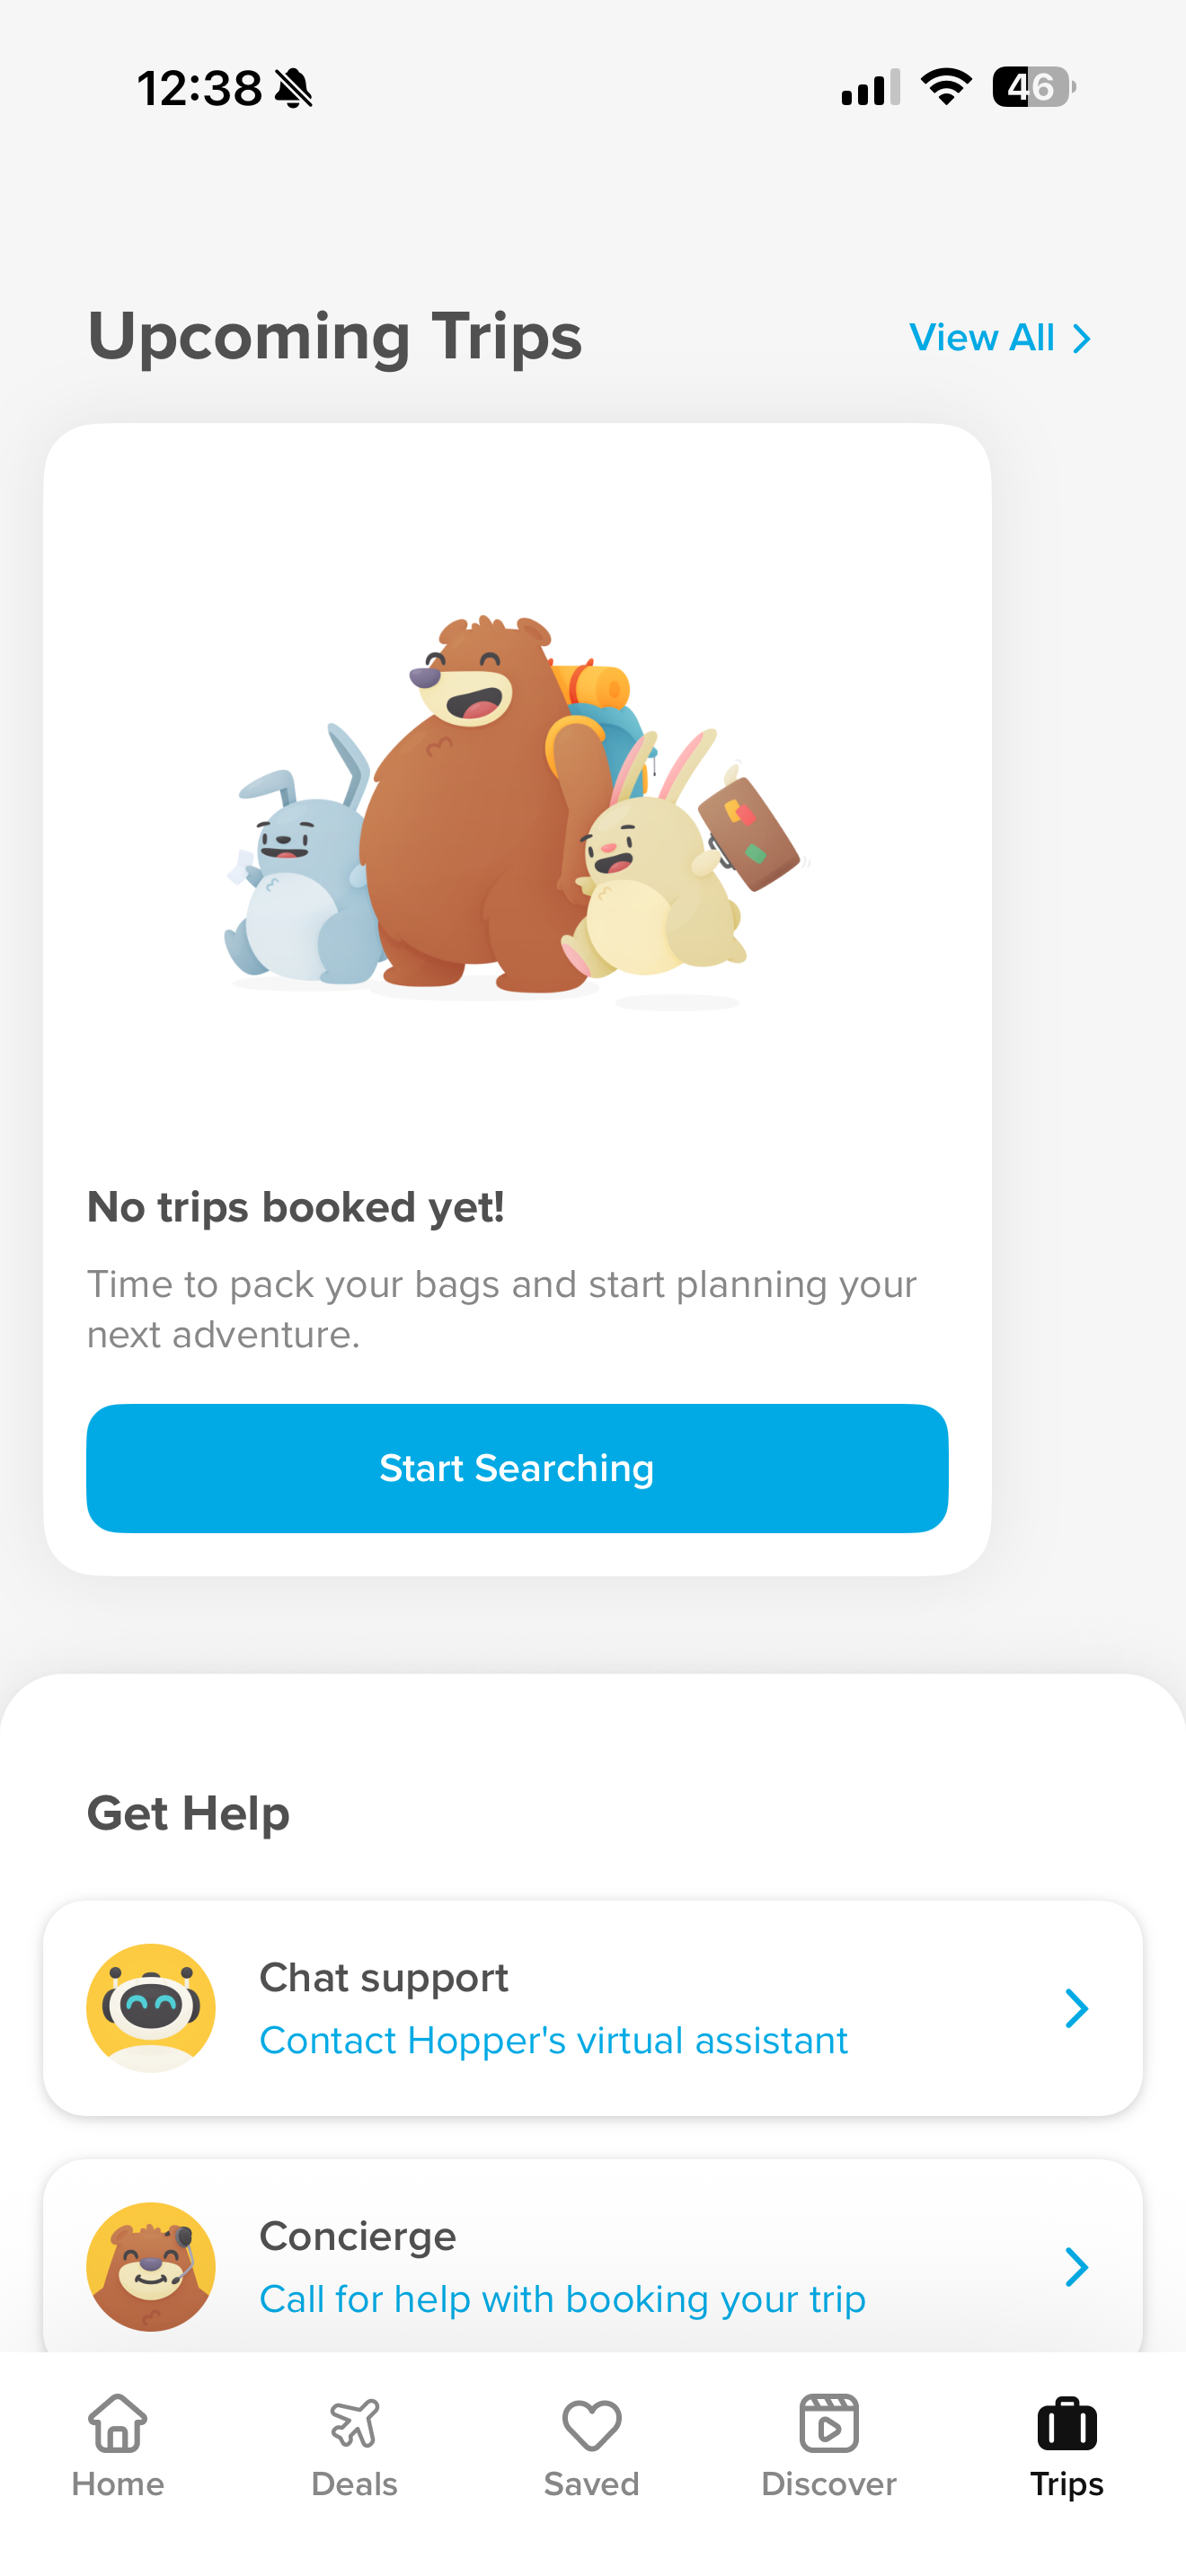 12:38
46
Upcoming Trips
View All
No trips booked yet!
Time to pack your bags and start planning your
next adventure.
Start Searching
Get Help
Chat support
Contact Hopper's virtual assistant
Concierge
Call for help with booking your trip
Home
Deals
Saved
Discover
Trips